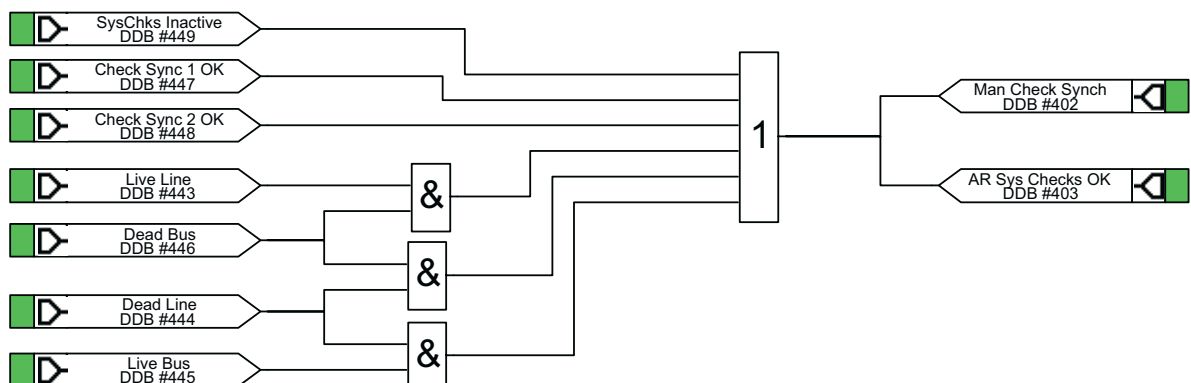 SysChks Inactive
DDB #449
Check Sync 1 OK
DDB #447
Check Sync 2 OK
DDB #448
Live Line
DDB #443
Dead Bus
DDB #446
Dead Line
DDB #444
Live Bus
DDB #445
&
&
&
1
Man Check Synch
DDB #402
AR Sys Checks OK
DDB #403